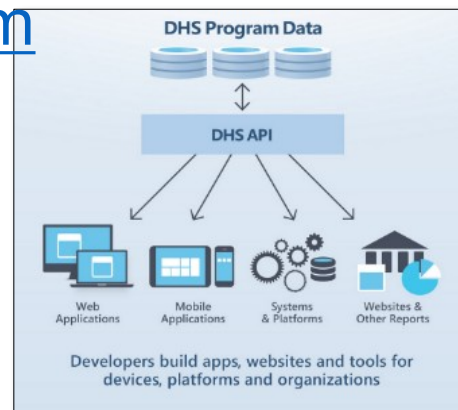 m
DHS Program Data
DHS API
Web
Applications
Mobile
Applications
Systems
& Platforms
Websites &
Other Reports
Developers build apps, websites and tools for
devices, platforms and organizations